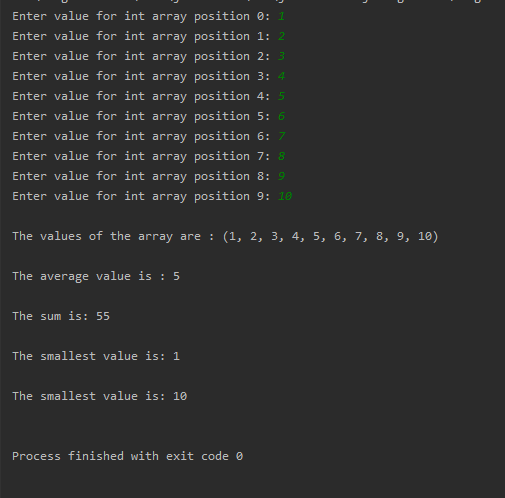 Enter value for int array position 0: 1
Enter value for int array position 1: 2
Enter value for int array position 2: 3
Enter value for int array position 3: 4
Enter value for int array position 4: 5
Enter value for int array position 5: 6
Enter value for int array position 6: 7
Enter value for int array position 7: 8
Enter value for int array position 8: 9
Enter value for int array position 9: 10
The values of the array are : (1, 2, 3, 4, 5, 6, 7, 8, 9, 10)
The average value is : 5
The sum is: 55
The smallest value is: 1
The smallest value is: 10
Process finished with exit code 0